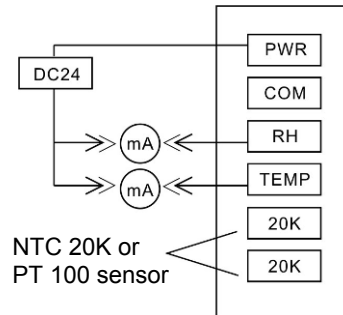 PWR
DC24
COM
mA
RH
mA
TEMP
20K
NTC 20K or
PT 100 sensor
20K